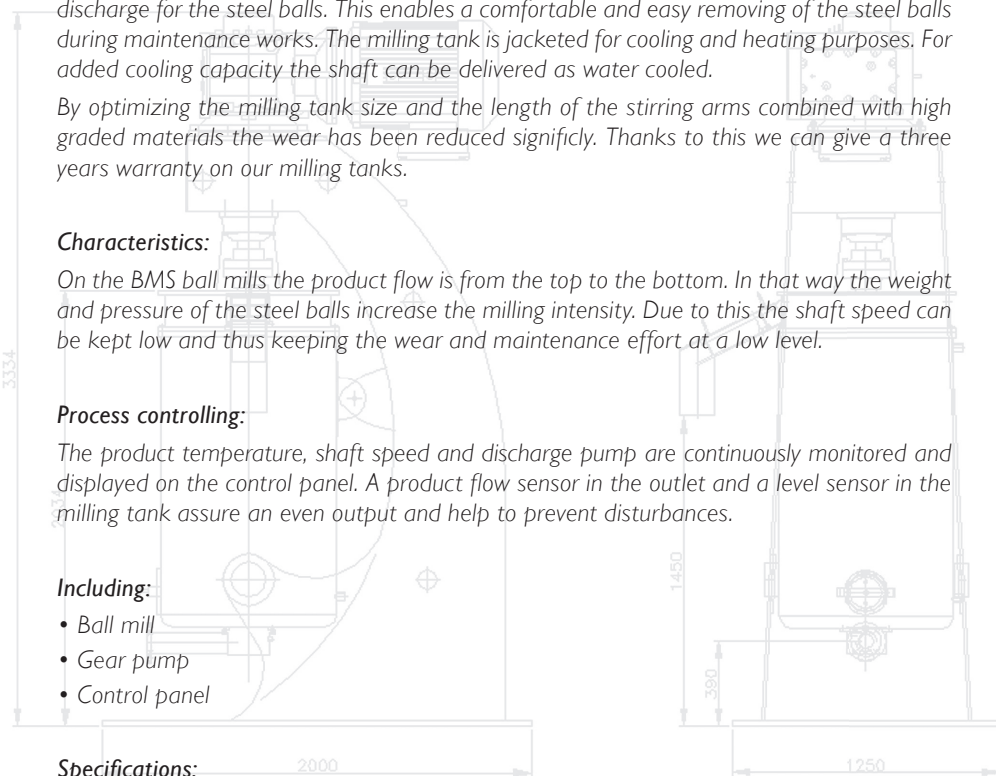 discharge for the steel balls. This enables a comfortable and easy removing of the steel balls
during maintenance works. The milling tank is jacketed for cooling and heating purposes. For
added cooling capacity the shaft can be delivered as water cooled.
By optimizing the milling tank size and the length of the stirring arms combined with high
graded materials the wear has been reduced significly. Thanks to this we can give a three
years warranty on our milling tanks.
Characteristics:
On the BMS ball mills the product flow is from the top to the bottom. In that way the weight
and pressure of the steel balls increase the milling intensity. Due to this the shaft speed can
be kept low and thus keeping the wear and maintenance effort at a low level.
3334
Process controlling:
The product temperature, shaft speed and discharge pump are continuously monitored and
displayed on the control panel. A product flow sensor in the outlet and a level sensor in the
milling tank assure an even output and help to prevent disturbances.
1450
Including:
• Ball mill
• Gear pump
• Control panel
390
Specifications:
2000
1250